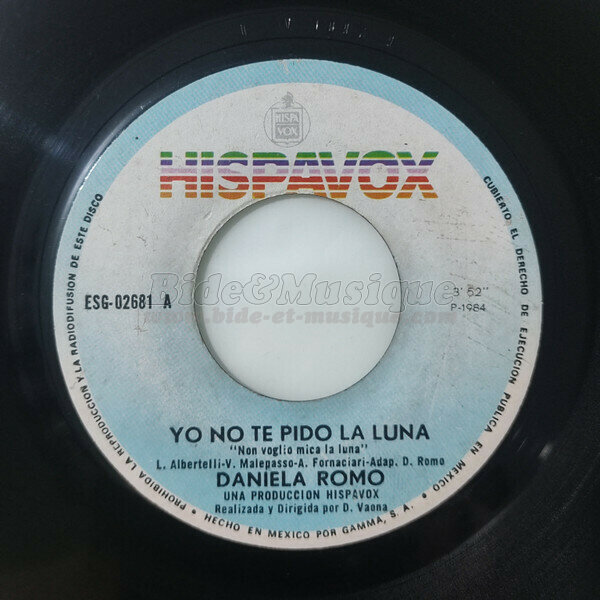 HISPA
VOX
HISPAVOX
ESG-02681 A
3' 52"
P-1984
Bide&Musique
www.bide-et-musique.com
YO NO TE PIDO LA LUNA
"Non voglio mica la luna"
L. Albertelli-V. Malepasso-A. Fornaciari-Adap. D. Romo
DANIELA ROMO
UNA PRODUCCION HISPAVOX
Realizada y Dirigida por D. Vaona
PROHIBIDA LA REPRODUCCION Y LA RADIODIFUSION DE ESTE DISCO
• HECHO EN MEXICO POR GAMMA, S. A. •
CUBIERTO EL DERECHO DE EJECUCION PUBLICA EN MEXICO